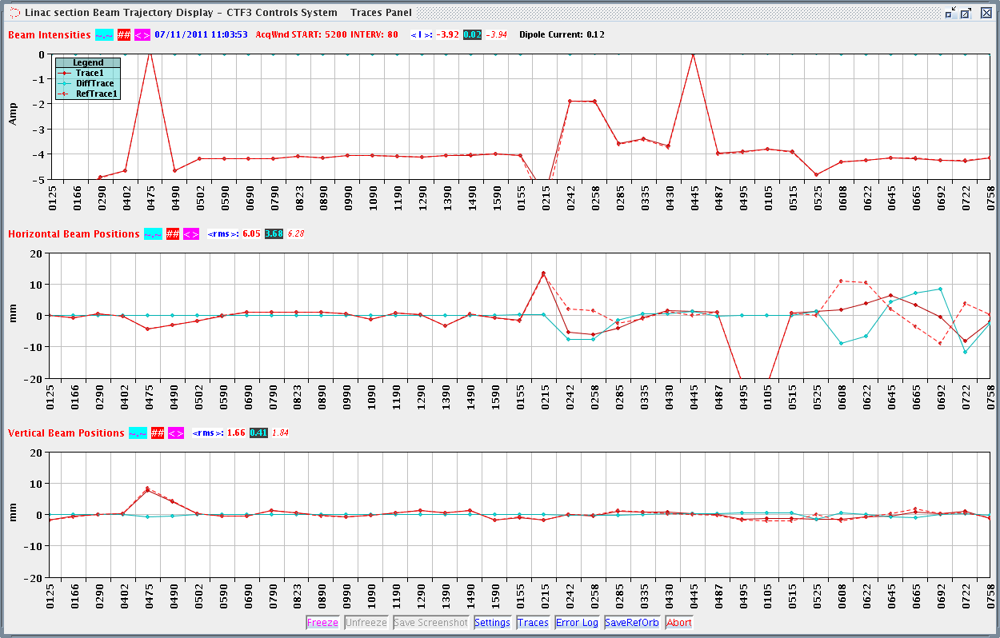 Linac section Beam Trajectory Display - CTF3 Controls System    Traces Panel
Beam Intensities ~.~ ## <> 07/11/2011 11:03:53 AcqWnd START: 5200 INTERV: 80 <I>: -3.92 0.02 -3.94 Dipole Current: 0.12
Legend
Trace1
DiffTrace
RefTrace1
Amp
0
-1
-2
-3
-4
-5
0125 0166 0290 0402 0475 0490 0502 0590 0690 0790 0823 0890 0990 1090 1190 1290 1390 1490 1590 0155 0215 0242 0258 0285 0335 0430 0445 0487 0495 0105 0515 0525 0608 0622 0645 0665 0692 0722 0758
Horizontal Beam Positions ~.~ ## <> <rms>: 6.05 3.68 6.28
mm
20
10
0
-10
-20
0125 0166 0290 0402 0475 0490 0502 0590 0690 0790 0823 0890 0990 1090 1190 1290 1390 1490 1590 0155 0215 0242 0258 0285 0335 0430 0445 0487 0495 0105 0515 0525 0608 0622 0645 0665 0692 0722 0758
Vertical Beam Positions ~.~ ## <> <rms>: 1.66 0.41 1.84
mm
20
10
0
-10
-20
0125 0166 0290 0402 0475 0490 0502 0590 0690 0790 0823 0890 0990 1090 1190 1290 1390 1490 1590 0155 0215 0242 0258 0285 0335 0430 0445 0487 0495 0105 0515 0525 0608 0622 0645 0665 0692 0722 0758
Freeze Unfreeze Save Screenshot Settings Traces Error Log SaveRefOrb Abort